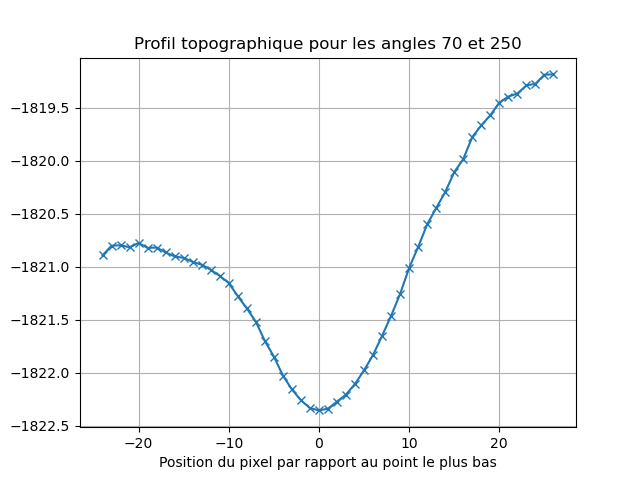 Profil topographique pour les angles 70 et 250
−1819.5
−1820.0
−1820.5
−1821.0
−1821.5
−1822.0
−1822.5
−20 −10 0 10 20
Position du pixel par rapport au point le plus bas